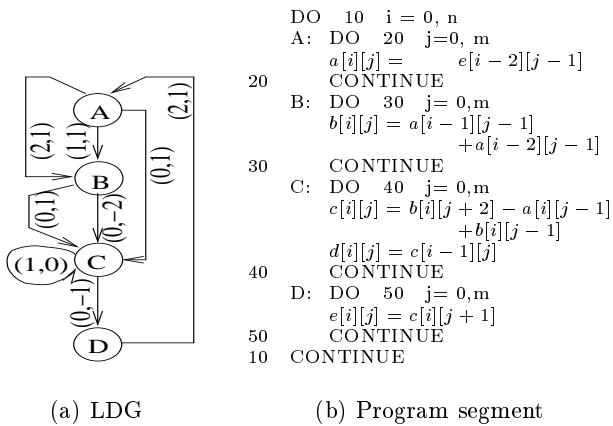 A
B
C
D
(2,1)
(1,1)
(0,1)
(2,1)
(0,1)
(0,−2)
(1,0)
(0,−1)
(a) LDG
DO 10 i = 0, n
A: DO 20 j=0, m
a[i][j] = e[i − 2][j − 1]
20 CONTINUE
B: DO 30 j=0,m
b[i][j] = a[i − 1][j − 1]
+a[i − 2][j − 1]
30 CONTINUE
C: DO 40 j=0,m
c[i][j] = b[i][j + 2] − a[i][j − 1]
+b[i][j − 1]
d[i][j] = c[i − 1][j]
40 CONTINUE
D: DO 50 j= 0,m
e[i][j] = c[i][j + 1]
50 CONTINUE
10 CONTINUE
(b) Program segment